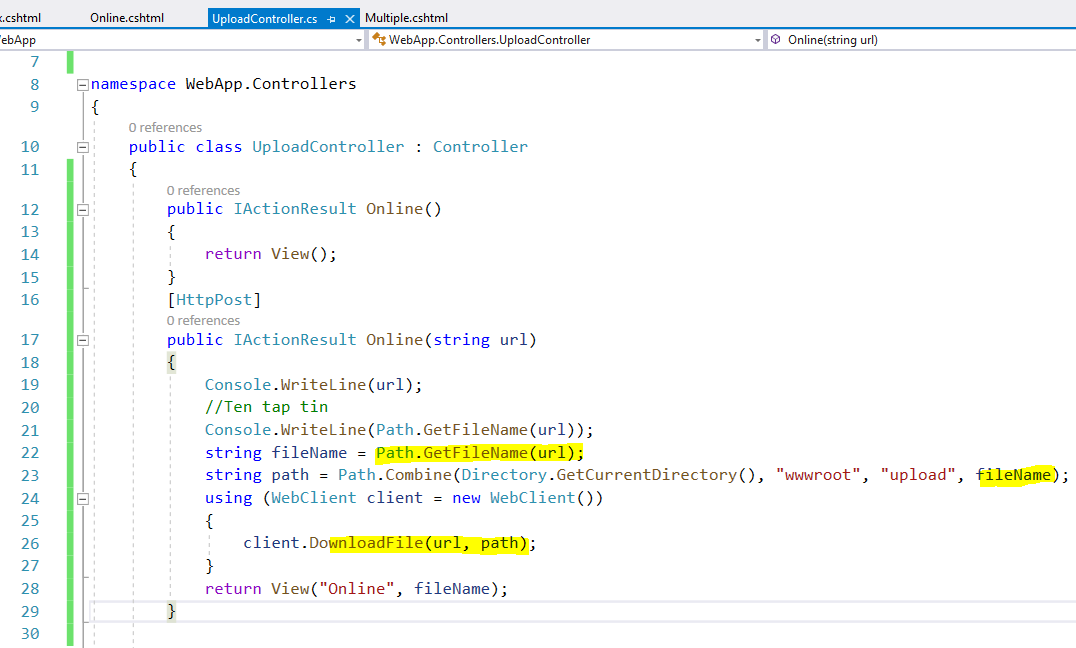 x.cshtml Online.cshtml UploadController.cs Multiple.cshtml
ebApp WebApp.Controllers.UploadController Online(string url)
7
8 namespace WebApp.Controllers
9 {
0 references
10 public class UploadController : Controller
11 {
0 references
12 public IActionResult Online()
13 {
14 return View();
15 }
16 [HttpPost]
0 references
17 public IActionResult Online(string url)
18 {
19 Console.WriteLine(url);
20 //Ten tap tin
21 Console.WriteLine(Path.GetFileName(url));
22 string fileName = Path.GetFileName(url);
23 string path = Path.Combine(Directory.GetCurrentDirectory(), "wwwroot", "upload", fileName);
24 using (WebClient client = new WebClient())
25 {
26 client.DownloadFile(url, path);
27 }
28 return View("Online", fileName);
29 }
30